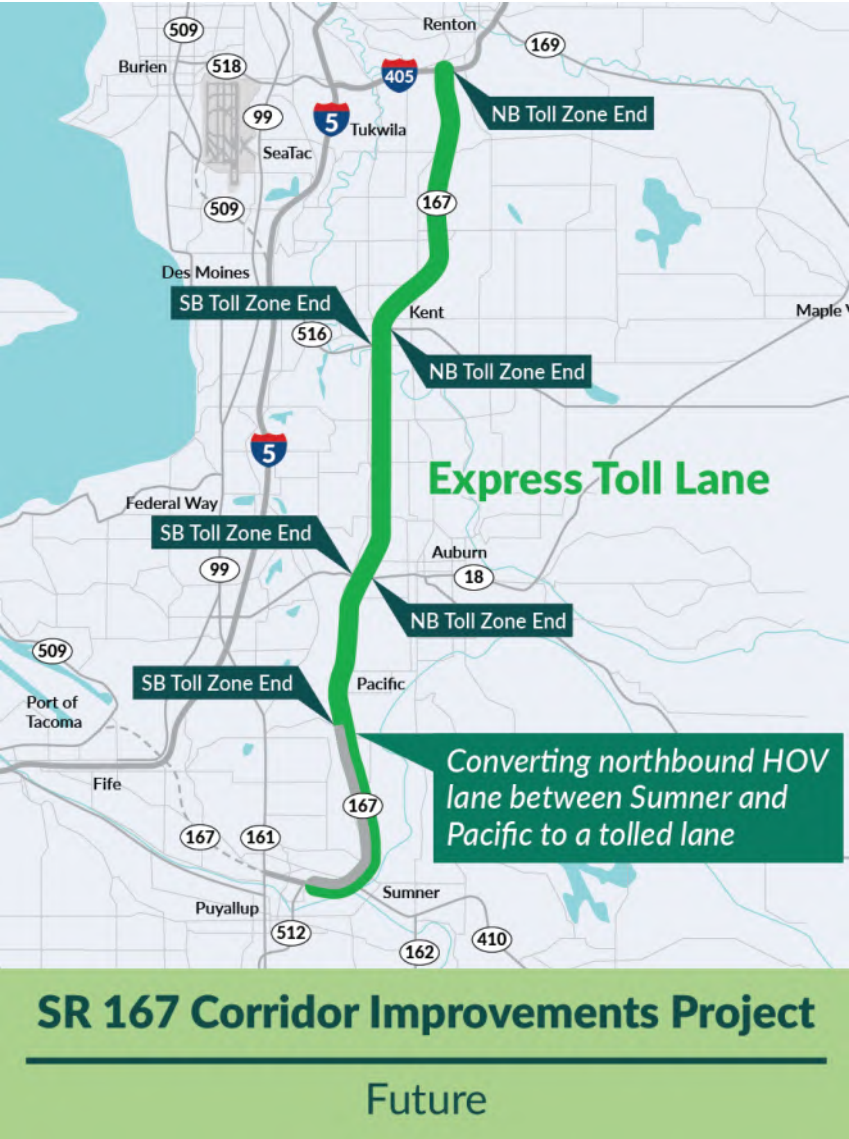 509
Renton
169
Burien
518
405
NB Toll Zone End
99
5
Tukwila
SeaTac
167
509
Des Moines
SB Toll Zone End
Kent
Maple V
516
NB Toll Zone End
5
Express Toll Lane
Federal Way
SB Toll Zone End
Auburn
99
18
NB Toll Zone End
509
SB Toll Zone End
Pacific
Port of
Tacoma
Converting northbound HOV
lane between Sumner and
Pacific to a tolled lane
Fife
167
167
161
Sumner
Puyallup
512
410
162
SR 167 Corridor Improvements Project
Future